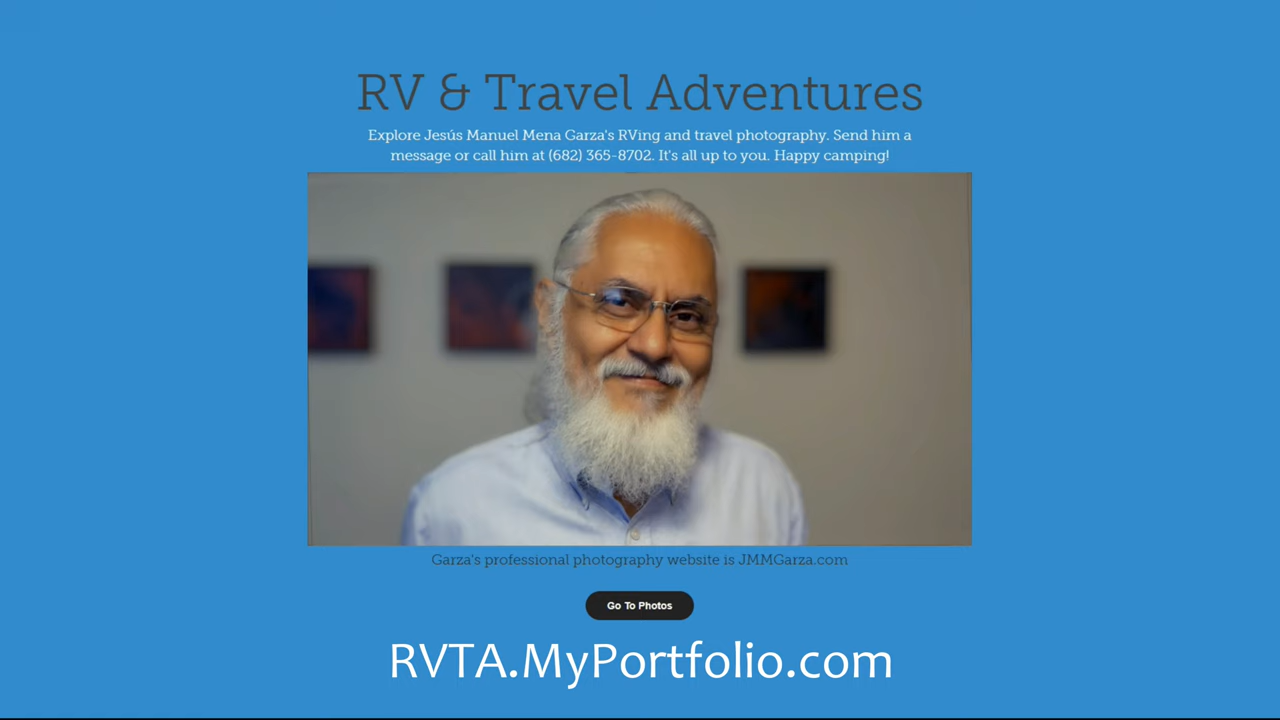 RV & Travel Adventures
Explore Jesús Manuel Mena Garza's RVing and travel photography. Send him a
message or call him at (682) 365-8702. It's all up to you. Happy camping!
Garza's professional photography website is JMMGarza.com
Go To Photos
RVTA.MyPortfolio.com